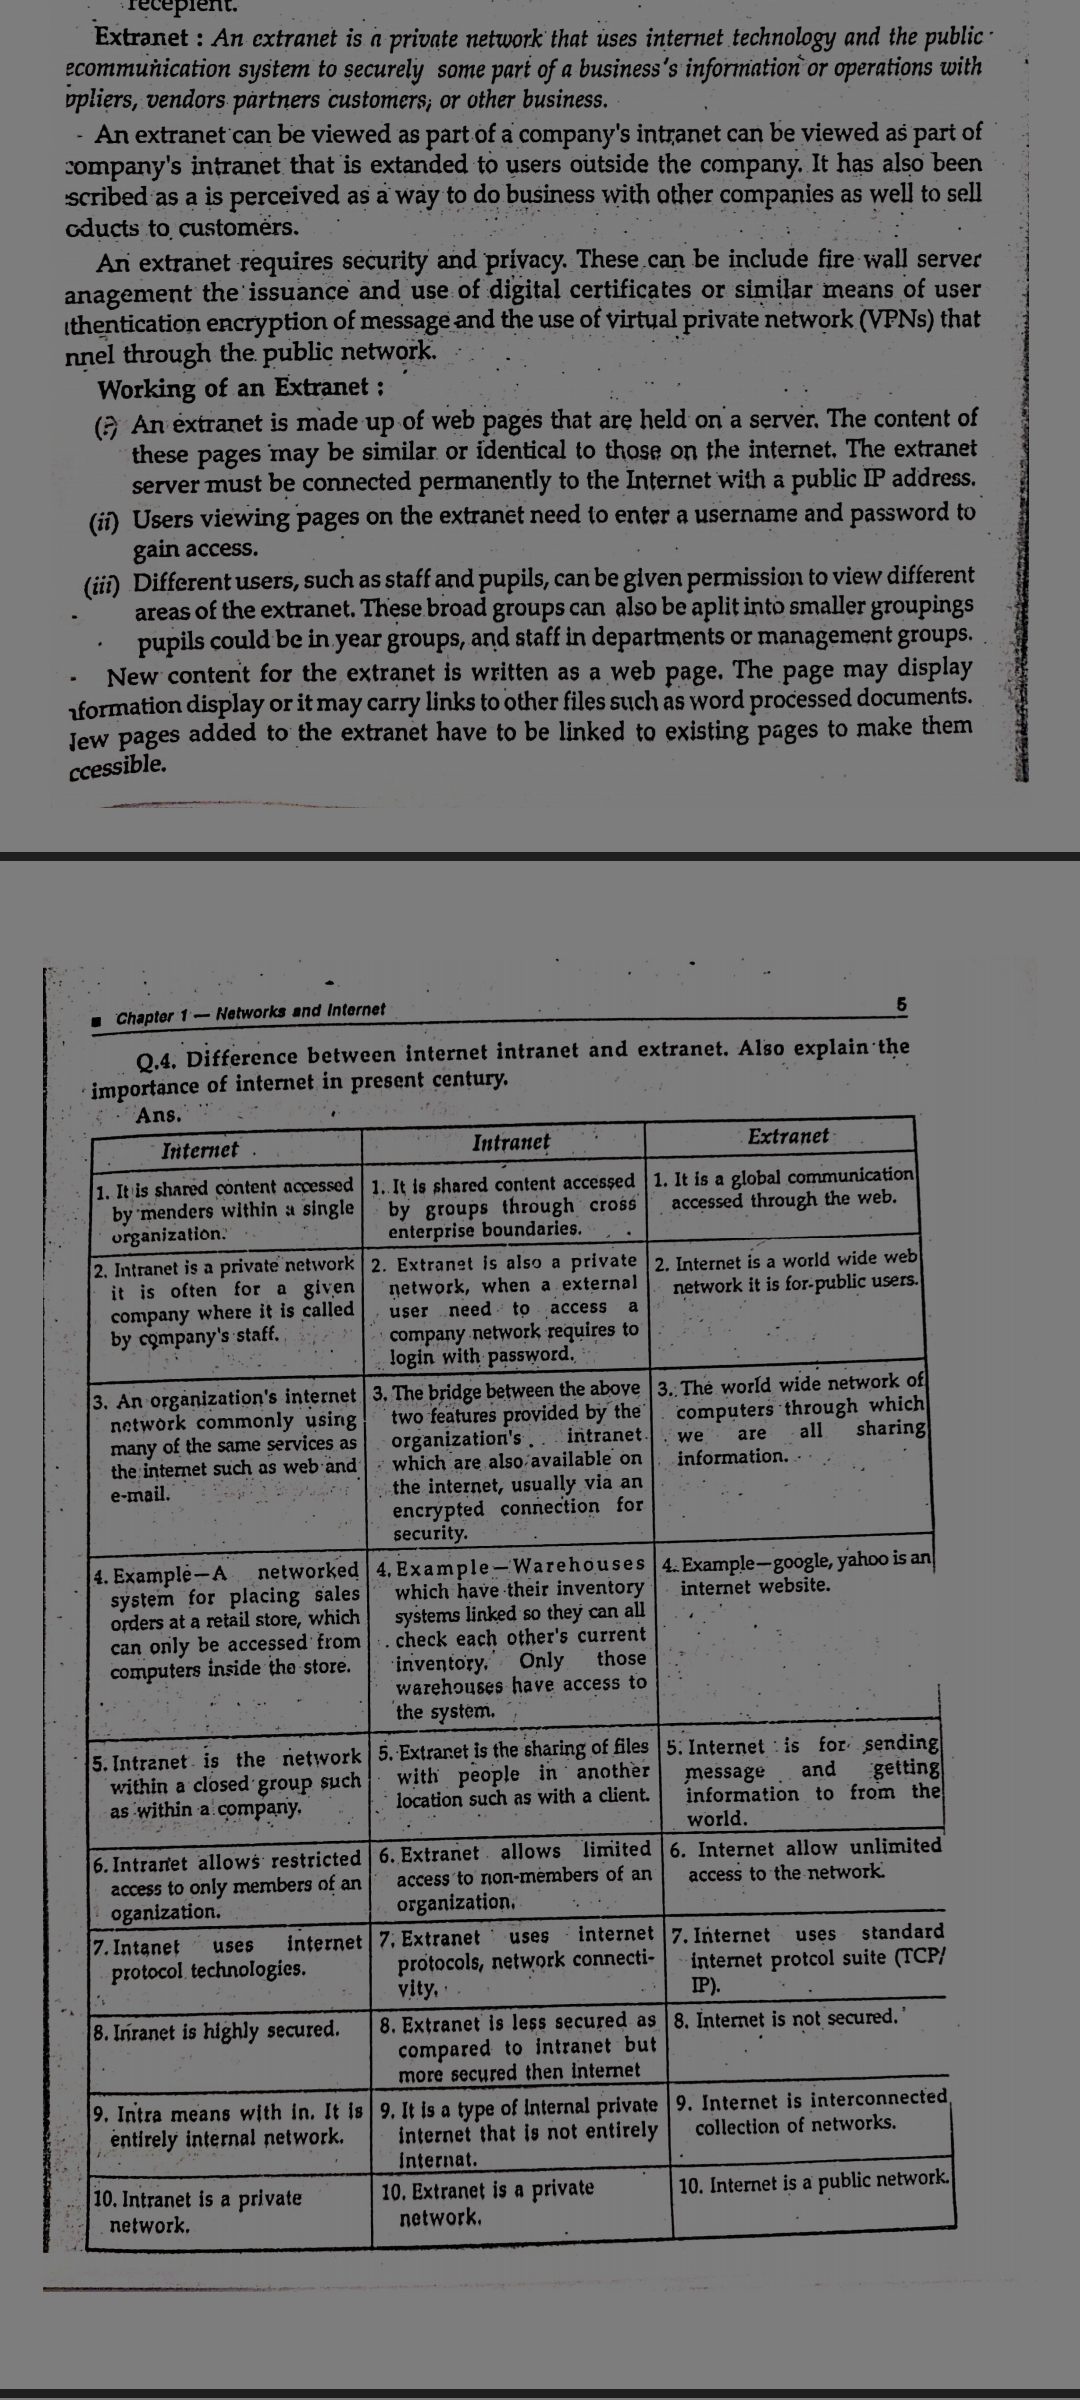 recepient.
Extranet : An extranet is a private network that uses internet technology and the public
ecommunication system to securely some part of a business's information or operations with
ppliers, vendors partners customers, or other business.
- An extranet can be viewed as part of a company's intranet can be viewed as part of
company's intranet that is extanded to users outside the company. It has also been
scribed as a is perceived as a way to do business with other companies as well to sell
oducts to customers.
An extranet requires security and privacy. These can be include fire wall server
anagement the issuance and use of digital certificates or similar means of user
thentication encryption of message and the use of virtual private network (VPNs) that
nnel through the public network.
Working of an Extranet :
An extranet is made up of web pages that are held on a server. The content of
these pages may be similar or identical to those on the internet. The extranet
server must be connected permanently to the Internet with a public IP address.
(ii) Users viewing pages on the extranet need to enter a username and password to
gain access.
(iii) Different users, such as staff and pupils, can be given permission to view different
areas of the extranet. These broad groups can also be aplit into smaller groupings
pupils could be in year groups, and staff in departments or management groups.
New content for the extranet is written as a web page. The page may display
nformation display or it may carry links to other files such as word processed documents.
New pages added to the extranet have to be linked to existing pages to make them
ccessible.
Chapter 1 — Networks and Internet 5
Q.4. Difference between internet intranet and extranet. Also explain the
importance of internet in present century.
Ans.
Internet Intranet Extranet
1. It is shared content accessed
by menders within a single
organization.
1. It is shared content accessed
by groups through cross
enterprise boundaries.
1. It is a global communication
accessed through the web.
2. Intranet is a private network
it is often for a given
company where it is called
by company's staff.
2. Extranet is also a private
network, when a external
user need to access a
company network requires to
login with password.
2. Internet is a world wide web
network it is for public users.
3. An organization's internet
network commonly using
many of the same services as
the internet such as web and
e-mail.
3. The bridge between the above
two features provided by the
organization's intranet
which are also available on
the internet, usually via an
encrypted connection for
security.
3. The world wide network of
computers through which
we are all sharing
information.
4. Example—A networked
system for placing sales
orders at a retail store, which
can only be accessed from
computers inside the store.
4. Example—Warehouses
which have their inventory
systems linked so they can all
check each other's current
inventory. Only those
warehouses have access to
the system.
4. Example—google, yahoo is an
internet website.
5. Intranet is the network
within a closed group such
as within a company.
5. Extranet is the sharing of files
with people in another
location such as with a client.
5. Internet is for sending
message and getting
information to from the
world.
6. Intranet allows restricted
access to only members of an
oganization.
6. Extranet allows limited
access to non-members of an
organization.
6. Internet allow unlimited
access to the network.
7. Intanet uses internet
protocol technologies.
7. Extranet uses internet
protocols, network connecti-
vity.
7. Internet uses standard
internet protcol suite (TCP/
IP).
8. Inranet is highly secured.
8. Extranet is less secured as
compared to intranet but
more secured then internet
8. Internet is not secured.
9. Intra means with in. It is
entirely internal network.
9. It is a type of internal private
internet that is not entirely
internat.
9. Internet is interconnected
collection of networks.
10. Intranet is a private
network.
10. Extranet is a private
network.
10. Internet is a public network.